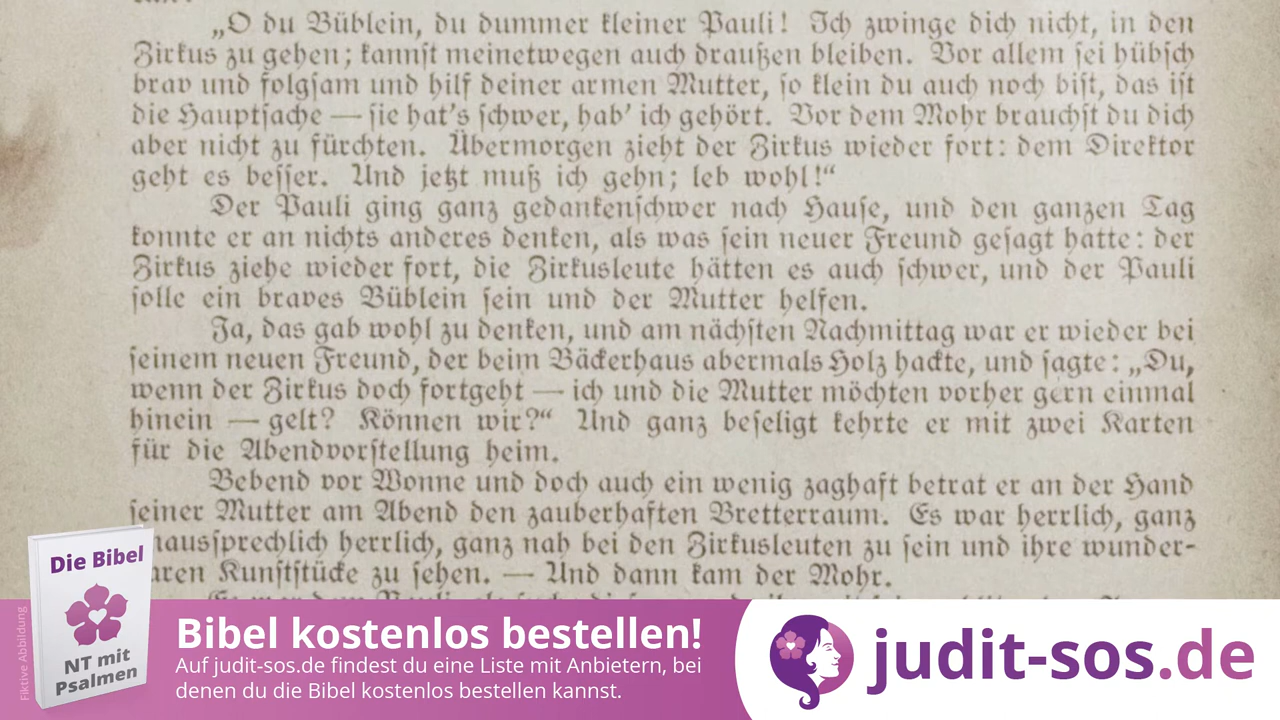 „O du Büblein, du dummer kleiner Pauli! Ich zwinge dich nicht, in den
Zirkus zu gehen; kannst meinetwegen auch draußen bleiben. Vor allem sei hübsch
brav und folgsam und hilf deiner armen Mutter, so klein du auch noch bist, das ist
die Hauptsache — sie hat's schwer, hab' ich gehört. Vor dem Mohr brauchst du dich
aber nicht zu fürchten. Übermorgen zieht der Zirkus wieder fort: dem Direktor
geht es besser. Und jetzt muß ich gehn; leb wohl!“
Der Pauli ging ganz gedankenschwer nach Hause, und den ganzen Tag
konnte er an nichts anderes denken, als was sein neuer Freund gesagt hatte: der
Zirkus ziehe wieder fort, die Zirkusleute hätten es auch schwer, und der Pauli
solle ein braves Büblein sein und der Mutter helfen.
Ja, das gab wohl zu denken, und am nächsten Nachmittag war er wieder bei
seinem neuen Freund, der beim Bäckerhaus abermals Holz hackte, und sagte: „Du,
wenn der Zirkus doch fortgeht — ich und die Mutter möchten vorher gern einmal
hinein — gelt? Können wir?“ Und ganz beseligt kehrte er mit zwei Karten
für die Abendvorstellung heim.
Bebend vor Wonne und doch auch ein wenig zaghaft betrat er an der Hand
seiner Mutter am Abend den zauberhaften Bretterraum. Es war herrlich, ganz
naussprechlich herrlich, ganz nah bei den Zirkusleuten zu sein und ihre wunder-
aren Kunststücke zu sehen. — Und dann kam der Mohr.
Die Bibel
NT mit
Psalmen
Fiktive Abbildung
Bibel kostenlos bestellen!
Auf judit-sos.de findest du eine Liste mit Anbietern, bei
denen du die Bibel kostenlos bestellen kannst.
judit-sos.de